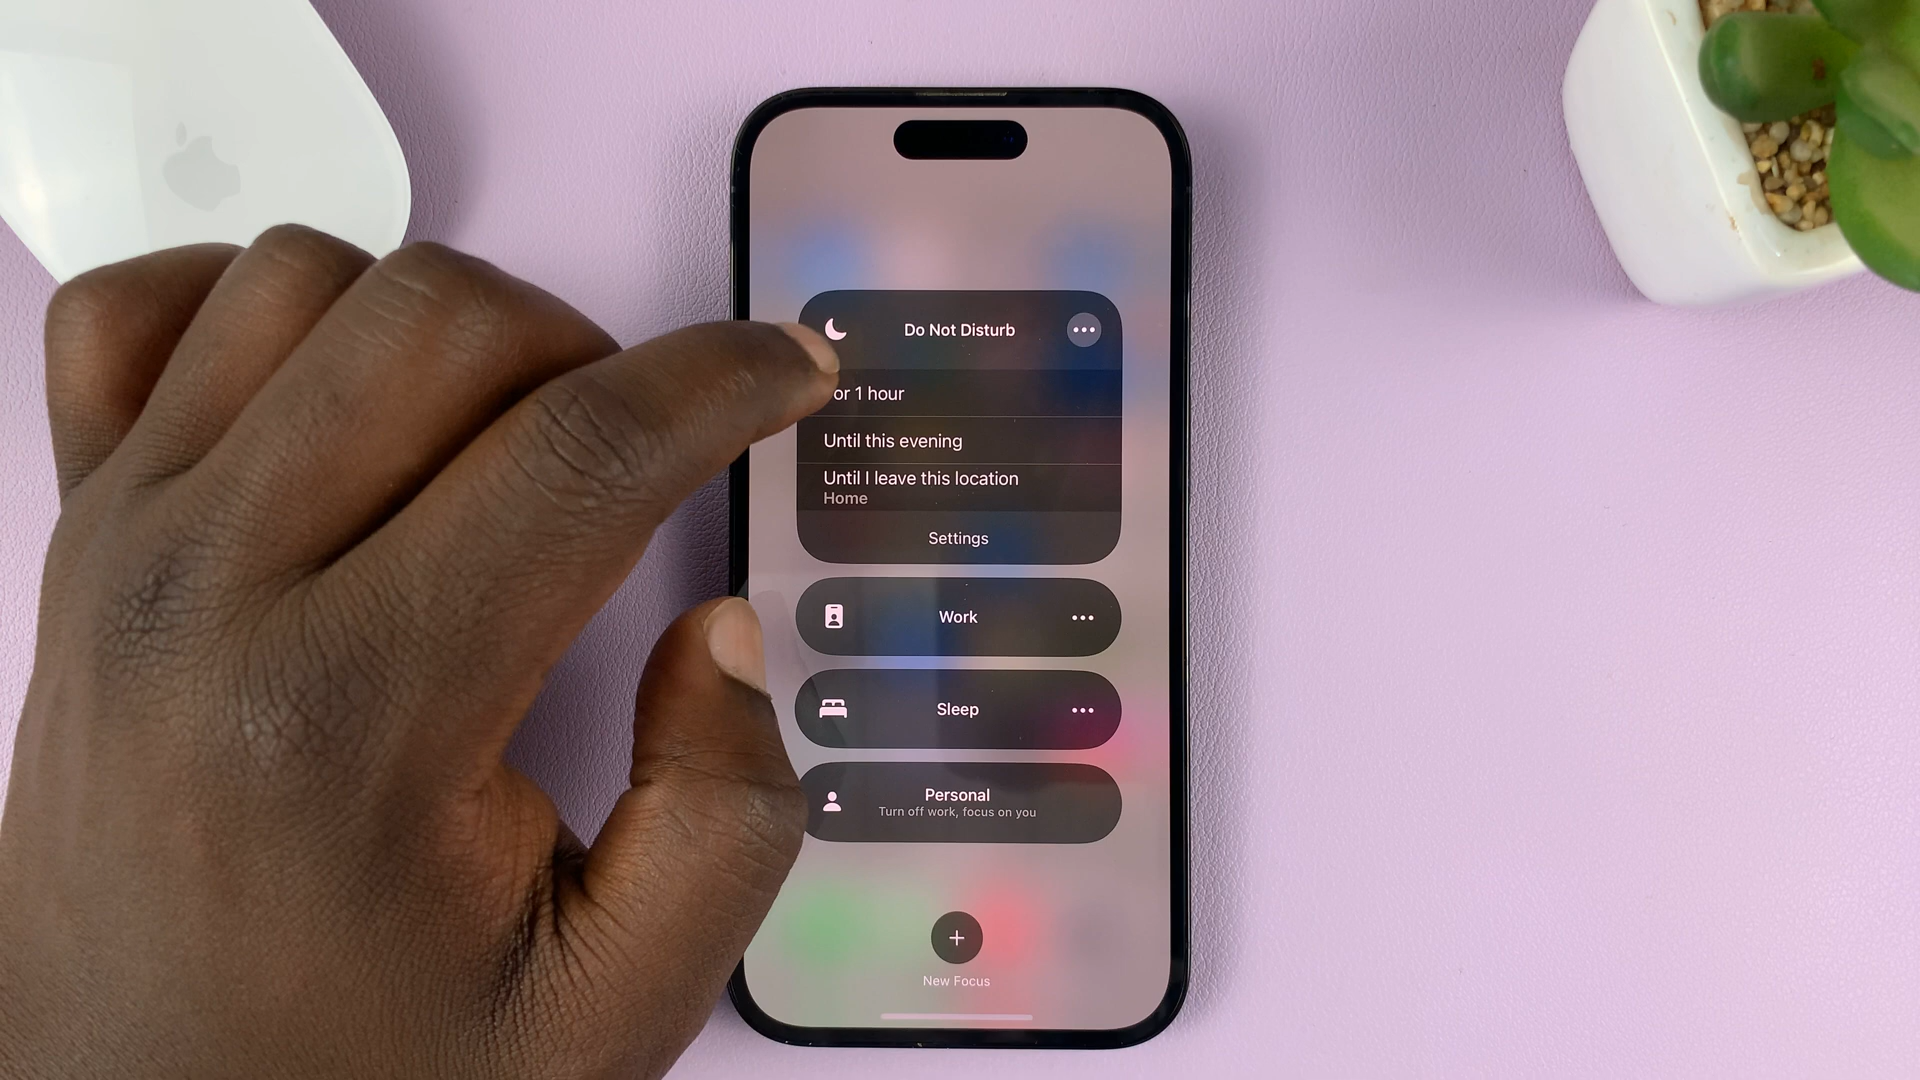 Do Not Disturb
or 1 hour
Until this evening
Until I leave this location
Home
Settings
Work
Sleep
Personal
Turn off work, focus on you
New Focus